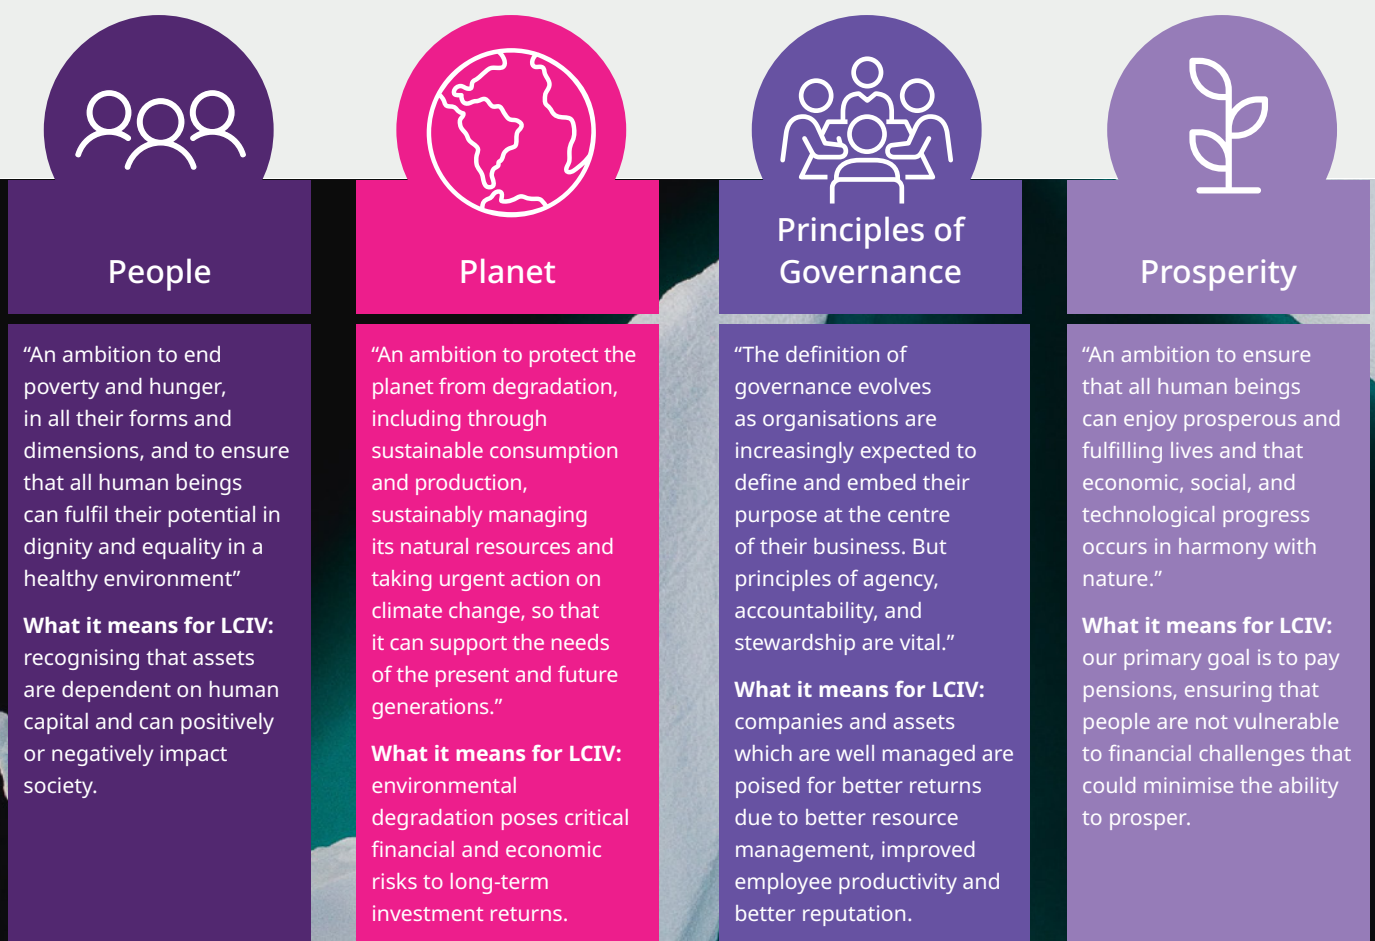 People
“An ambition to end
poverty and hunger,
in all their forms and
dimensions, and to ensure
that all human beings
can fulfil their potential in
dignity and equality in a
healthy environment”
What it means for LCIV:
recognising that assets
are dependent on human
capital and can positively
or negatively impact
society.
Planet
“An ambition to protect the
planet from degradation,
including through
sustainable consumption
and production,
sustainably managing
its natural resources and
taking urgent action on
climate change, so that
it can support the needs
of the present and future
generations.”
What it means for LCIV:
environmental
degradation poses critical
financial and economic
risks to long-term
investment returns.
Principles of
Governance
“The definition of
governance evolves
as organisations are
increasingly expected to
define and embed their
purpose at the centre
of their business. But
principles of agency,
accountability, and
stewardship are vital.”
What it means for LCIV:
companies and assets
which are well managed are
poised for better returns
due to better resource
management, improved
employee productivity and
better reputation.
Prosperity
“An ambition to ensure
that all human beings
can enjoy prosperous and
fulfilling lives and that
economic, social, and
technological progress
occurs in harmony with
nature.”
What it means for LCIV:
our primary goal is to pay
pensions, ensuring that
people are not vulnerable
to financial challenges that
could minimise the ability
to prosper.